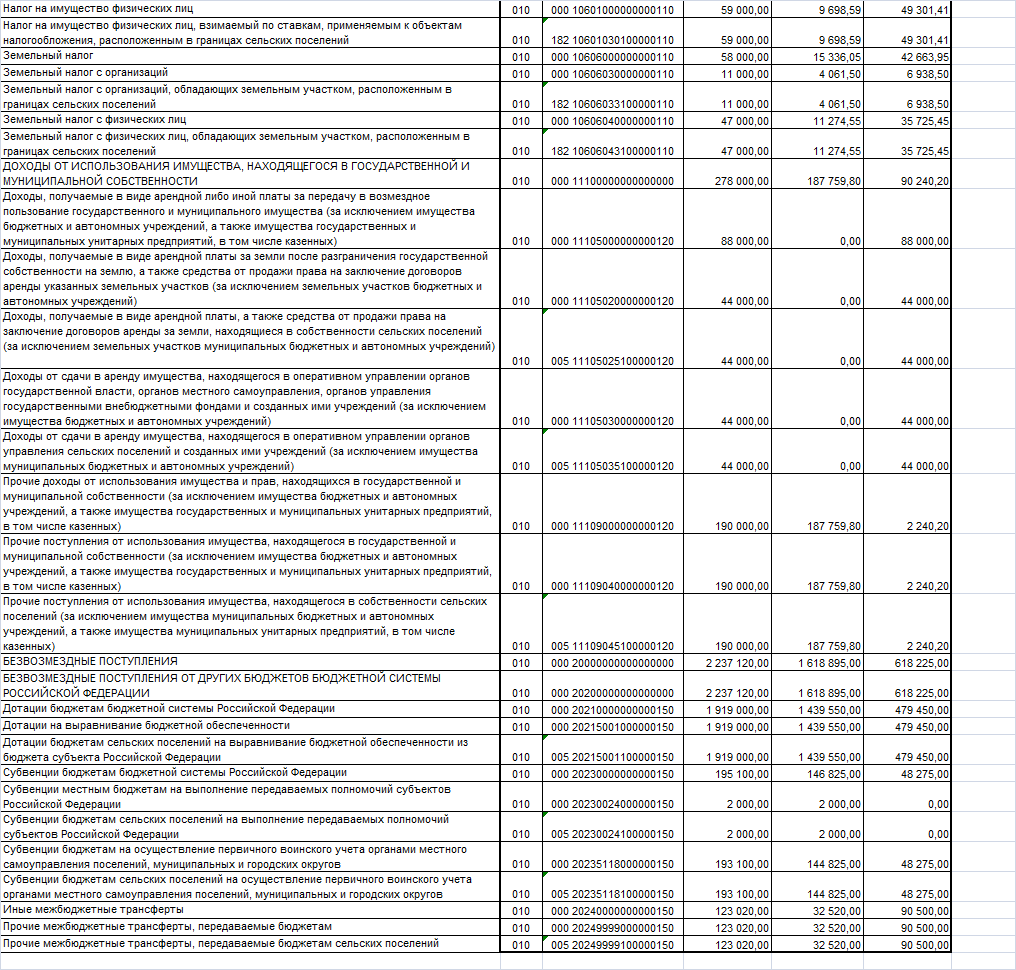 Налог на имущество физических лиц 010 000 10601000000000110 59 000,00 9 698,59 49 301,41
Налог на имущество физических лиц, взимаемый по ставкам, применяемым к объектам
налогообложения, расположенным в границах сельских поселений 010 182 10601030100000110 59 000,00 9 698,59 49 301,41
Земельный налог 010 000 10606000000000110 58 000,00 15 336,05 42 663,95
Земельный налог с организаций 010 000 10606030000000110 11 000,00 4 061,50 6 938,50
Земельный налог с организаций, обладающих земельным участком, расположенным в
границах сельских поселений 010 182 10606033100000110 11 000,00 4 061,50 6 938,50
Земельный налог с физических лиц 010 000 10606040000000110 47 000,00 11 274,55 35 725,45
Земельный налог с физических лиц, обладающих земельным участком, расположенным в
границах сельских поселений 010 182 10606043100000110 47 000,00 11 274,55 35 725,45
ДОХОДЫ ОТ ИСПОЛЬЗОВАНИЯ ИМУЩЕСТВА, НАХОДЯЩЕГОСЯ В ГОСУДАРСТВЕННОЙ И
МУНИЦИПАЛЬНОЙ СОБСТВЕННОСТИ 010 000 11100000000000000 278 000,00 187 759,80 90 240,20
Доходы, получаемые в виде арендной либо иной платы за передачу в возмездное
пользование государственного и муниципального имущества (за исключением имущества
бюджетных и автономных учреждений, а также имущества государственных и
муниципальных унитарных предприятий, в том числе казенных) 010 000 11105000000000120 88 000,00 0,00 88 000,00
Доходы, получаемые в виде арендной платы за земли после разграничения государственной
собственности на землю, а также средства от продажи права на заключение договоров
аренды указанных земельных участков (за исключением земельных участков бюджетных и
автономных учреждений) 010 000 11105020000000120 44 000,00 0,00 44 000,00
Доходы, получаемые в виде арендной платы, а также средства от продажи права на
заключение договоров аренды за земли, находящиеся в собственности сельских поселений
(за исключением земельных участков муниципальных бюджетных и автономных учреждений)
010 005 11105025100000120 44 000,00 0,00 44 000,00
Доходы от сдачи в аренду имущества, находящегося в оперативном управлении органов
государственной власти, органов местного самоуправления, органов управления
государственными внебюджетными фондами и созданных ими учреждений (за исключением
имущества бюджетных и автономных учреждений) 010 000 11105030000000120 44 000,00 0,00 44 000,00
Доходы от сдачи в аренду имущества, находящегося в оперативном управлении органов
управления сельских поселений и созданных ими учреждений (за исключением имущества
муниципальных бюджетных и автономных учреждений) 010 005 11105035100000120 44 000,00 0,00 44 000,00
Прочие доходы от использования имущества и прав, находящихся в государственной и
муниципальной собственности (за исключением имущества бюджетных и автономных
учреждений, а также имущества государственных и муниципальных унитарных предприятий,
в том числе казенных) 010 000 11109000000000120 190 000,00 187 759,80 2 240,20
Прочие поступления от использования имущества, находящегося в государственной и
муниципальной собственности (за исключением имущества бюджетных и автономных
учреждений, а также имущества государственных и муниципальных унитарных предприятий,
в том числе казенных) 010 000 11109040000000120 190 000,00 187 759,80 2 240,20
Прочие поступления от использования имущества, находящегося в собственности сельских
поселений (за исключением имущества муниципальных бюджетных и автономных
учреждений, а также имущества муниципальных унитарных предприятий, в том числе
казенных) 010 005 11109045100000120 190 000,00 187 759,80 2 240,20
БЕЗВОЗМЕЗДНЫЕ ПОСТУПЛЕНИЯ 010 000 20000000000000000 2 237 120,00 1 618 895,00 618 225,00
БЕЗВОЗМЕЗДНЫЕ ПОСТУПЛЕНИЯ ОТ ДРУГИХ БЮДЖЕТОВ БЮДЖЕТНОЙ СИСТЕМЫ
РОССИЙСКОЙ ФЕДЕРАЦИИ 010 000 20200000000000000 2 237 120,00 1 618 895,00 618 225,00
Дотации бюджетам бюджетной системы Российской Федерации 010 000 20210000000000150 1 919 000,00 1 439 550,00 479 450,00
Дотации на выравнивание бюджетной обеспеченности 010 000 20215001000000150 1 919 000,00 1 439 550,00 479 450,00
Дотации бюджетам сельских поселений на выравнивание бюджетной обеспеченности из
бюджета субъекта Российской Федерации 010 005 20215001100000150 1 919 000,00 1 439 550,00 479 450,00
Субвенции бюджетам бюджетной системы Российской Федерации 010 000 20230000000000150 195 100,00 146 825,00 48 275,00
Субвенции местным бюджетам на выполнение передаваемых полномочий субъектов
Российской Федерации 010 000 20230024000000150 2 000,00 2 000,00 0,00
Субвенции бюджетам сельских поселений на выполнение передаваемых полномочий
субъектов Российской Федерации 010 005 20230024100000150 2 000,00 2 000,00 0,00
Субвенции бюджетам на осуществление первичного воинского учета органами местного
самоуправления поселений, муниципальных и городских округов 010 000 20235118000000150 193 100,00 144 825,00 48 275,00
Субвенции бюджетам сельских поселений на осуществление первичного воинского учета
органами местного самоуправления поселений, муниципальных и городских округов 010 005 20235118100000150 193 100,00 144 825,00 48 275,00
Иные межбюджетные трансферты 010 000 20240000000000150 123 020,00 32 520,00 90 500,00
Прочие межбюджетные трансферты, передаваемые бюджетам 010 000 20249999000000150 123 020,00 32 520,00 90 500,00
Прочие межбюджетные трансферты, передаваемые бюджетам сельских поселений 010 005 20249999100000150 123 020,00 32 520,00 90 500,00